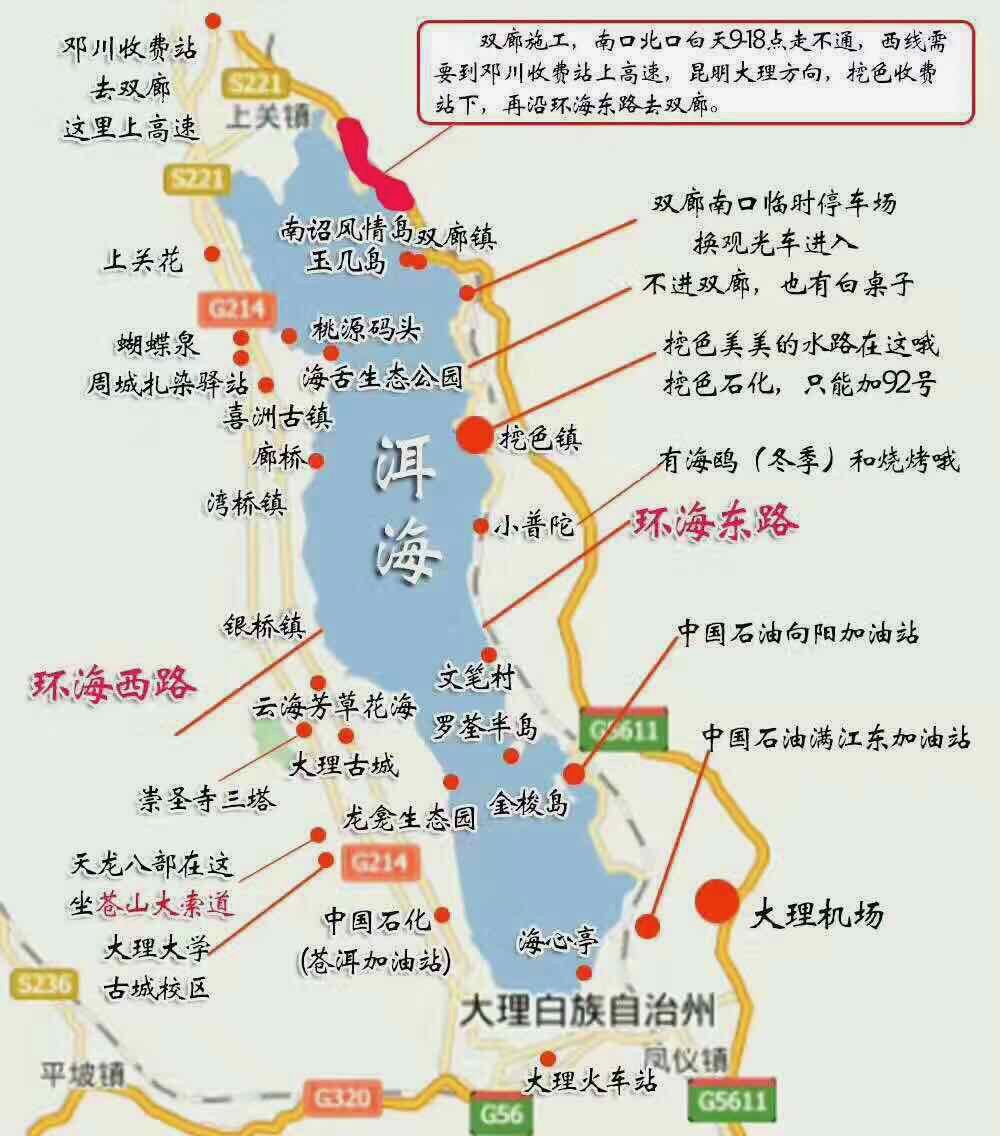 双廊施工，南口北口白天9-18点走不通，西线需
要到邓川收费站上高速，昆明大理方向，挖色收费
站下，再沿环海东路去双廊。
邓川收费站
去双廊
这里上高速
S221
上关镇
S221
双廊南口临时停车场
换观光车进入
南诏风情岛
双廊镇
玉几岛
上关花
不进双廊，也有白桌子
G214
蝴蝶泉
桃源码头
周城扎染驿站
海舌生态公园
挖色美美的水路在这哦
挖色石化，只能加92号
喜洲古镇
廊桥
洱海
挖色镇
湾桥镇
有海鸥（冬季）和烧烤哦
小普陀
环海东路
银桥镇
中国石油向阳加油站
环海西路
文笔村
云海芳草花海
罗荃半岛
G5611
中国石油满江东加油站
大理古城
崇圣寺三塔
龙龛生态园
金梭岛
天龙八部在这
坐苍山大索道
G214
大理大学
古城校区
中国石化
(苍洱加油站)
大理机场
海心亭
S236
大理白族自治州
平坡镇
凤仪镇
大理火车站
G320
G56
G5611